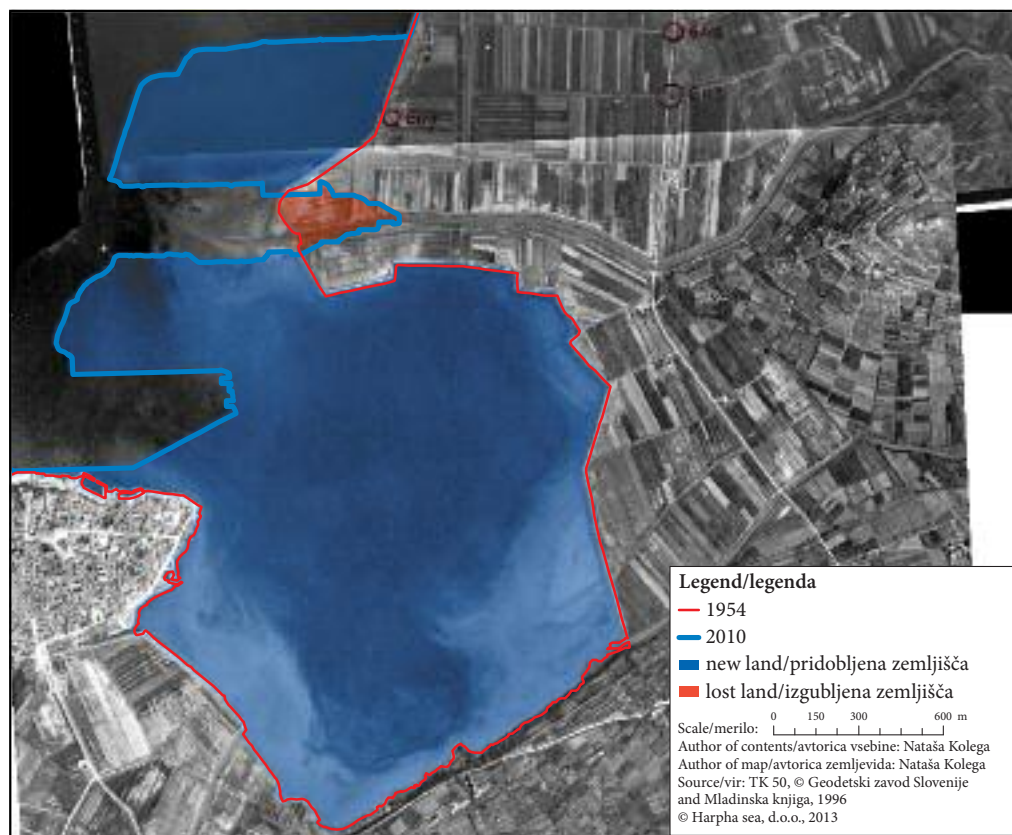 Legend/legenda
1954
2010
new land/pridobljena zemljišča
lost land/izgubljena zemljišča
Scale/merilo: 0 150 300 600 m
Author of contents/avtorica vsebine: Nataša Kolega
Author of map/avtorica zemljevida: Nataša Kolega
Source/vir: TK 50, © Geodetski zavod Slovenije
and Mladinska knjiga, 1996
© Harpha sea, d.o.o., 2013